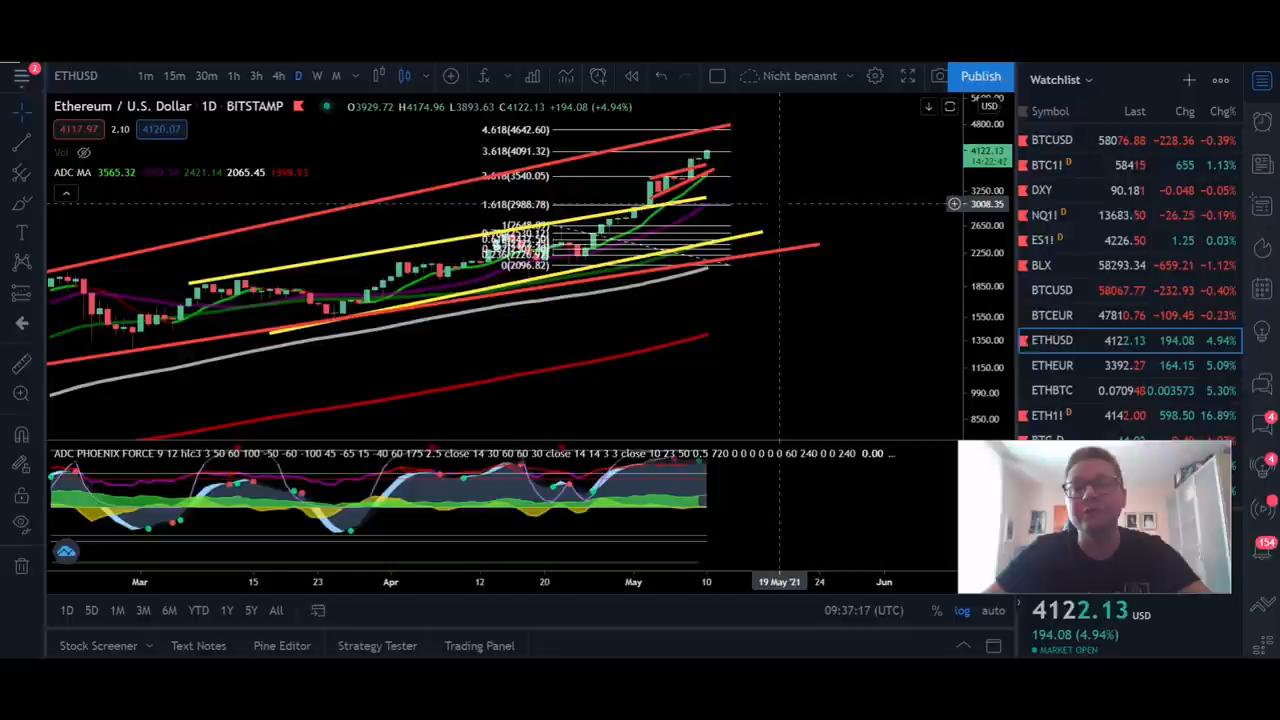 2
ETHUSD 1m 15m 30m 1h 3h 4h D W M Nicht benannt Publish
Watchlist
Ethereum / U.S. Dollar 1D BITSTAMP O3929.72 H4174.96 L3893.63 C4122.13 +194.08 (+4.94%)
USD
4117.97 2.10 4120.07
Vol
ADC MA 3565.32 2421.14 2065.45
4.618(4642.60)
3.618(4091.32)
1.618(2988.78)
0(2096.82)
4800.00
4122.13
14:22:42
3250.00
3008.35
2650.00
2250.00
1850.00
1550.00
1350.00
1150.00
990.00
850.00
Symbol Last Chg Chg%
BTCUSD 58076.88 −228.36 −0.39%
BTC1! D 58415 655 1.13%
DXY 90.181 −0.048 −0.05%
NQ1! D 13683.50 −26.25 −0.19%
ES1! D 4226.50 1.25 0.03%
BLX 58293.34 −659.21 −1.12%
BTCUSD 58067.77 −232.93 −0.40%
BTCEUR 47810.76 −109.45 −0.23%
ETHUSD 4122.13 194.08 4.94%
ETHEUR 3392.27 164.15 5.09%
ETHBTC 0.070948 0.003573 5.30%
ETH1! D 4142.00 598.50 16.89%
ADC PHOENIX FORCE 9 12 hlc3 3 50 60 100 -50 -60 -100 45 -65 15 -40 60 175 2.5 close 14 30 60 60 30 close 14 14 3 3 close 10 23 50 0.5 720 0 0 0 0 0 0 60 240 0 0 240 0.00 ...
Mar 15 23 Apr 12 20 May 10 19 May '21 24 Jun
1D 5D 1M 3M 6M YTD 1Y 5Y All 09:37:17 (UTC) % log auto
Stock Screener Text Notes Pine Editor Strategy Tester Trading Panel
4122.13 USD
194.08 (4.94%)
MARKET OPEN
4
4
154